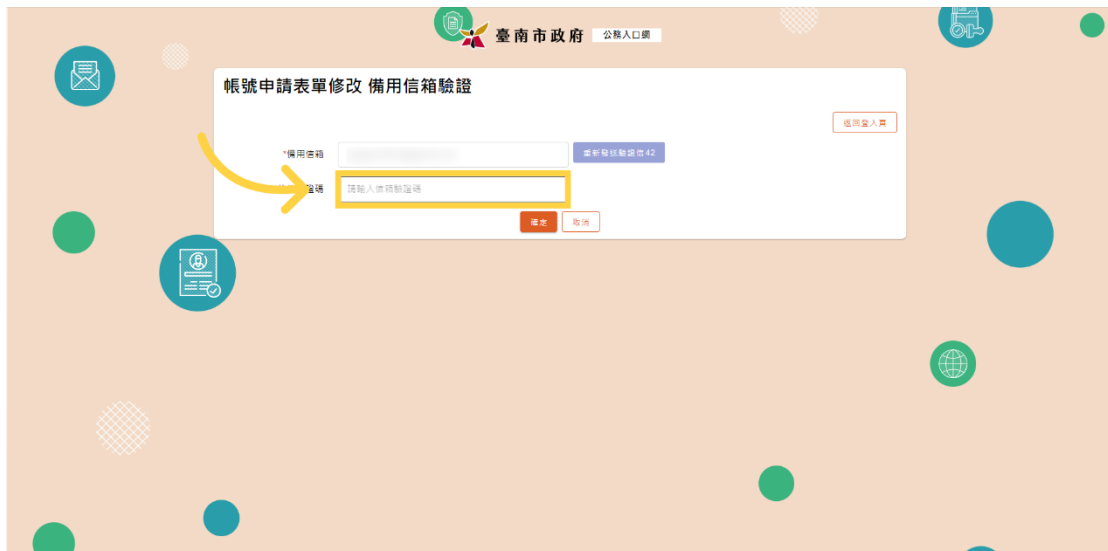 臺南市政府 公務入口網
帳號申請表單修改 備用信箱驗證
返回登入頁
*備用信箱
重新發送驗證信42
證碼 請輸入信箱驗證碼
確定 取消